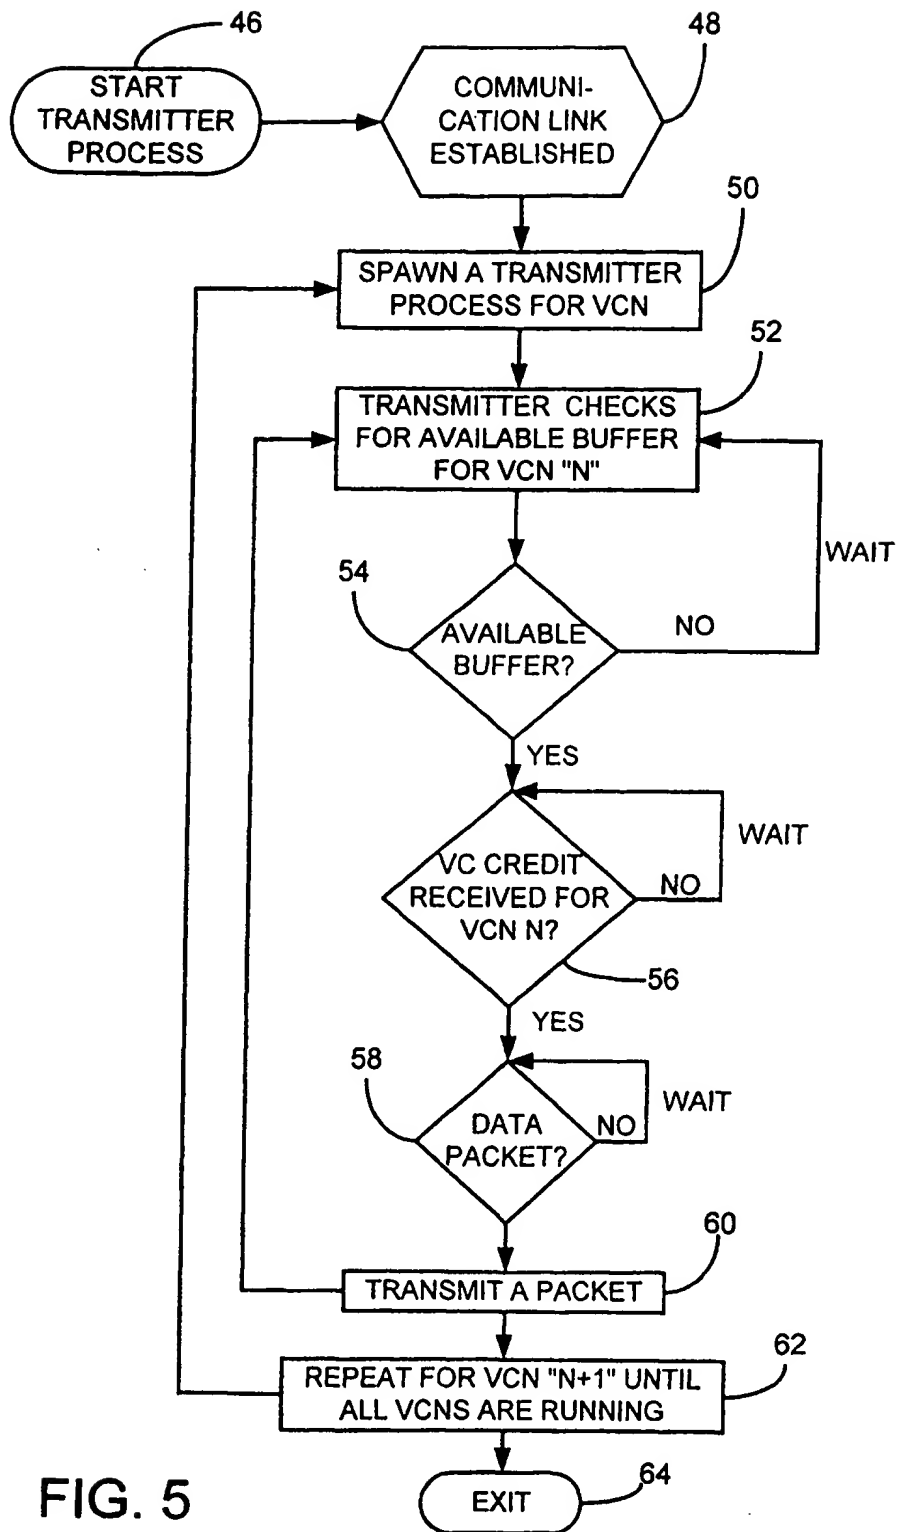 46
48
START
TRANSMITTER
PROCESS
COMMUNI-
CATION LINK
ESTABLISHED
50
SPAWN A TRANSMITTER
PROCESS FOR VCN
52
TRANSMITTER CHECKS
FOR AVAILABLE BUFFER
FOR VCN "N"
WAIT
54
AVAILABLE
BUFFER?
NO
YES
WAIT
VC CREDIT
RECEIVED FOR
VCN N?
NO
56
YES
58
WAIT
DATA
PACKET?
NO
60
TRANSMIT A PACKET
62
REPEAT FOR VCN "N+1" UNTIL
ALL VCNS ARE RUNNING
64
EXIT
FIG. 5